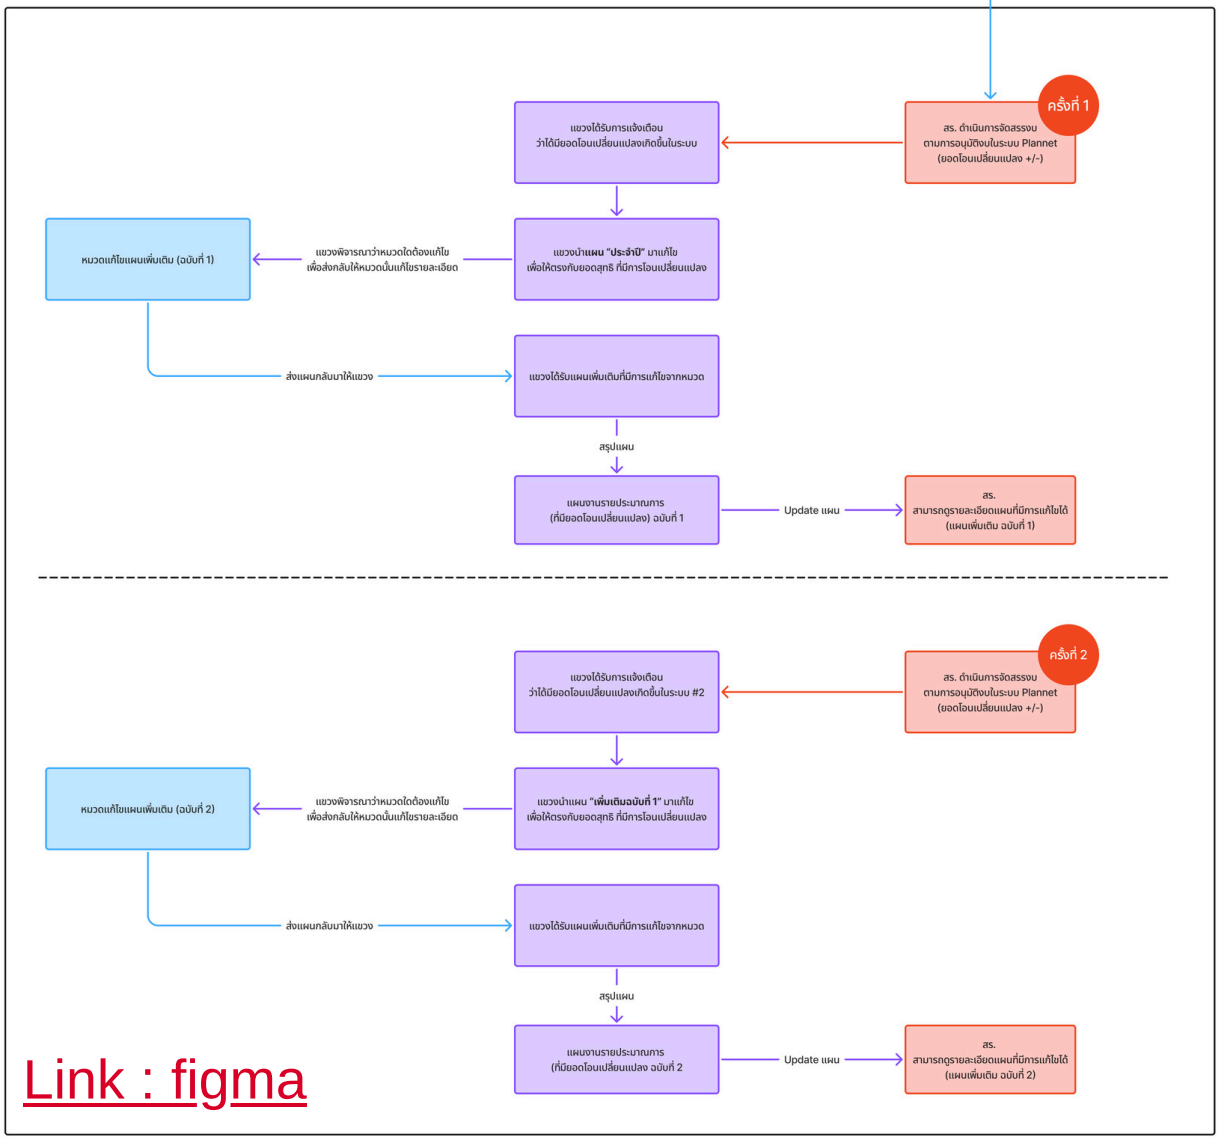 ครั้งที่ 1
แขวงได้รับการแจ้งเตือน
ว่าได้มียอดโอนเปลี่ยนแปลงเกิดขึ้นในระบบ
สร. ดำเนินการจัดสรรงบ
ตามการอนุมัติงบในระบบ Plannet
(ยอดโอนเปลี่ยนแปลง +/-)
หมวดแก้ไขแผนเพิ่มเติม (ฉบับที่ 1)
แขวงพิจารณาว่าหมวดใดต้องแก้ไข
เพื่อส่งกลับให้หมวดนั้นแก้ไขรายละเอียด
แขวงนำแผน “ประจำปี” มาแก้ไข
เพื่อให้ตรงกับยอดสุทธิ ที่มีการโอนเปลี่ยนแปลง
ส่งแผนกลับมาให้แขวง
แขวงได้รับแผนเพิ่มเติมที่มีการแก้ไขจากหมวด
สรุปแผน
แผนงานรายประมาณการ
(ที่มียอดโอนเปลี่ยนแปลง) ฉบับที่ 1
Update แผน
สร.
สามารถดูรายละเอียดแผนที่มีการแก้ไขได้
(แผนเพิ่มเติม ฉบับที่ 1)
ครั้งที่ 2
แขวงได้รับการแจ้งเตือน
ว่าได้มียอดโอนเปลี่ยนแปลงเกิดขึ้นในระบบ #2
สร. ดำเนินการจัดสรรงบ
ตามการอนุมัติงบในระบบ Plannet
(ยอดโอนเปลี่ยนแปลง +/-)
หมวดแก้ไขแผนเพิ่มเติม (ฉบับที่ 2)
แขวงพิจารณาว่าหมวดใดต้องแก้ไข
เพื่อส่งกลับให้หมวดนั้นแก้ไขรายละเอียด
แขวงนำแผน “เพิ่มเติมฉบับที่ 1” มาแก้ไข
เพื่อให้ตรงกับยอดสุทธิ ที่มีการโอนเปลี่ยนแปลง
ส่งแผนกลับมาให้แขวง
แขวงได้รับแผนเพิ่มเติมที่มีการแก้ไขจากหมวด
สรุปแผน
แผนงานรายประมาณการ
(ที่มียอดโอนเปลี่ยนแปลง ฉบับที่ 2
Update แผน
สร.
สามารถดูรายละเอียดแผนที่มีการแก้ไขได้
(แผนเพิ่มเติม ฉบับที่ 2)
Link : figma